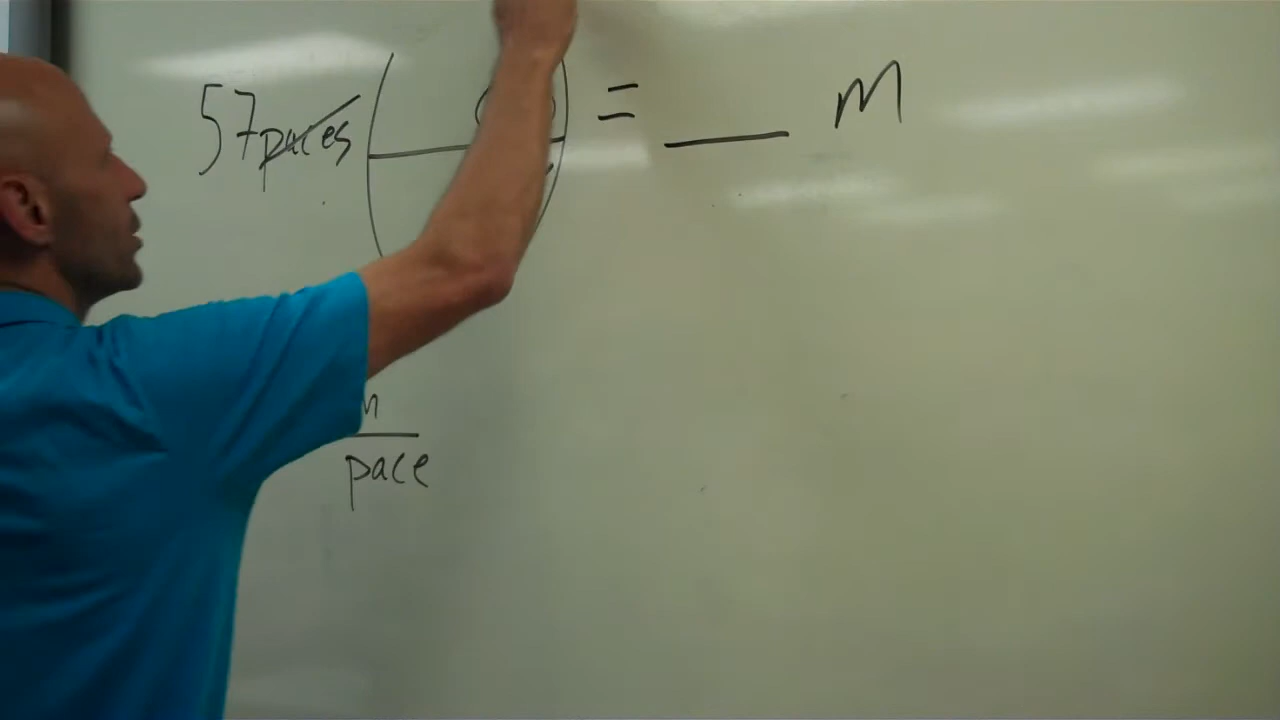 57 paces ( ) = ___ m
pace